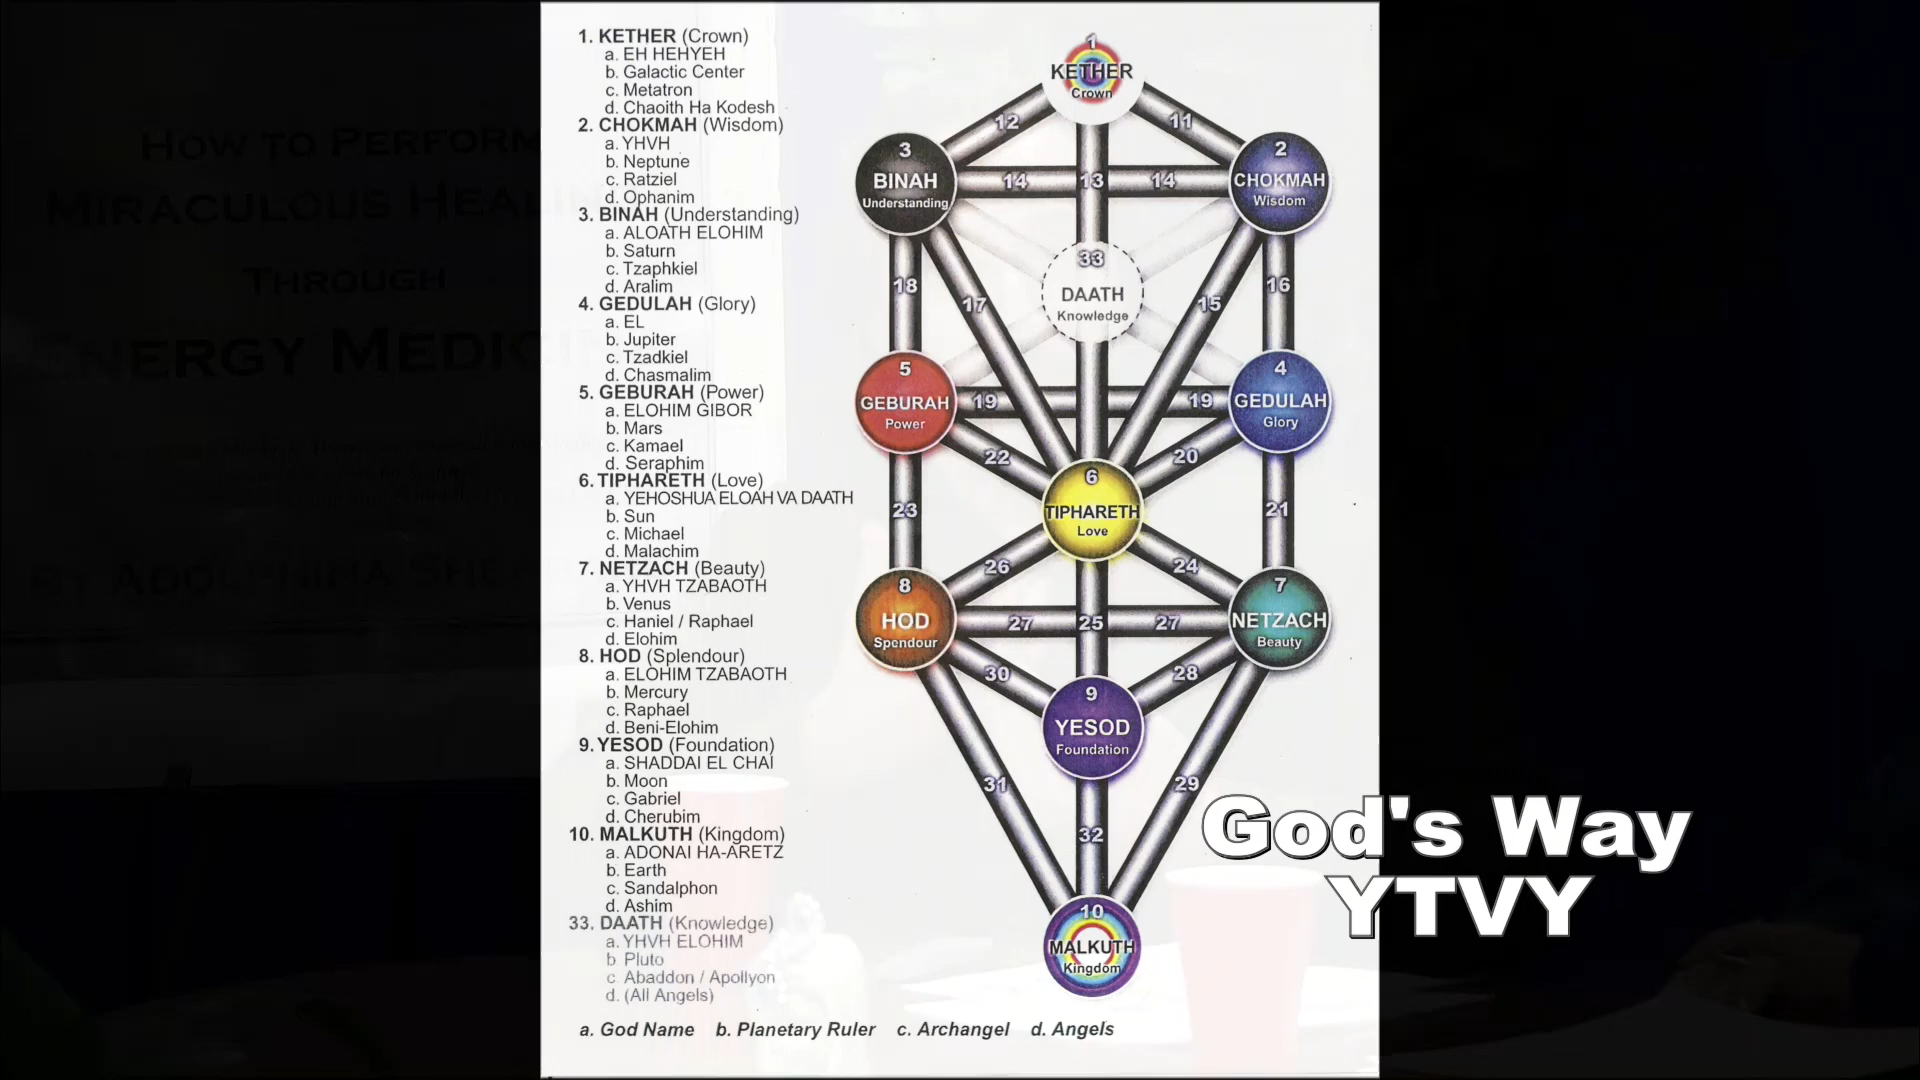 1. KETHER (Crown)
a. EH HEHYEH
b. Galactic Center
c. Metatron
d. Chaoith Ha Kodesh
2. CHOKMAH (Wisdom)
a. YHVH
b. Neptune
c. Ratziel
d. Ophanim
3. BINAH (Understanding)
a. ALOATH ELOHIM
b. Saturn
c. Tzaphkiel
d. Aralim
4. GEDULAH (Glory)
a. EL
b. Jupiter
c. Tzadkiel
d. Chasmalim
5. GEBURAH (Power)
a. ELOHIM GIBOR
b. Mars
c. Kamael
d. Seraphim
6. TIPHARETH (Love)
a. YEHOSHUA ELOAH VA DAATH
b. Sun
c. Michael
d. Malachim
7. NETZACH (Beauty)
a. YHVH TZABAOTH
b. Venus
c. Haniel / Raphael
d. Elohim
8. HOD (Splendour)
a. ELOHIM TZABAOTH
b. Mercury
c. Raphael
d. Beni-Elohim
9. YESOD (Foundation)
a. SHADDAI EL CHAI
b. Moon
c. Gabriel
d. Cherubim
10. MALKUTH (Kingdom)
a. ADONAI HA-ARETZ
b. Earth
c. Sandalphon
d. Ashim
33. DAATH (Knowledge)
a. YHVH ELOHIM
b Pluto
c Abaddon / Apollyon
d. (All Angels)
a. God Name b. Planetary Ruler c. Archangel d. Angels
1
KETHER
Crown
12
11
3
BINAH
Understanding
2
CHOKMAH
Wisdom
14
13
14
33
DAATH
Knowledge
18
17
15
16
5
GEBURAH
Power
4
GEDULAH
Glory
19
19
22
20
6
TIPHARETH
Love
23
21
26
24
8
HOD
Spendour
7
NETZACH
Beauty
27
25
27
30
28
9
YESOD
Foundation
31
29
32
10
MALKUTH
Kingdom
God's Way
YTVY
How to Perform
Miraculous
Through
Energy